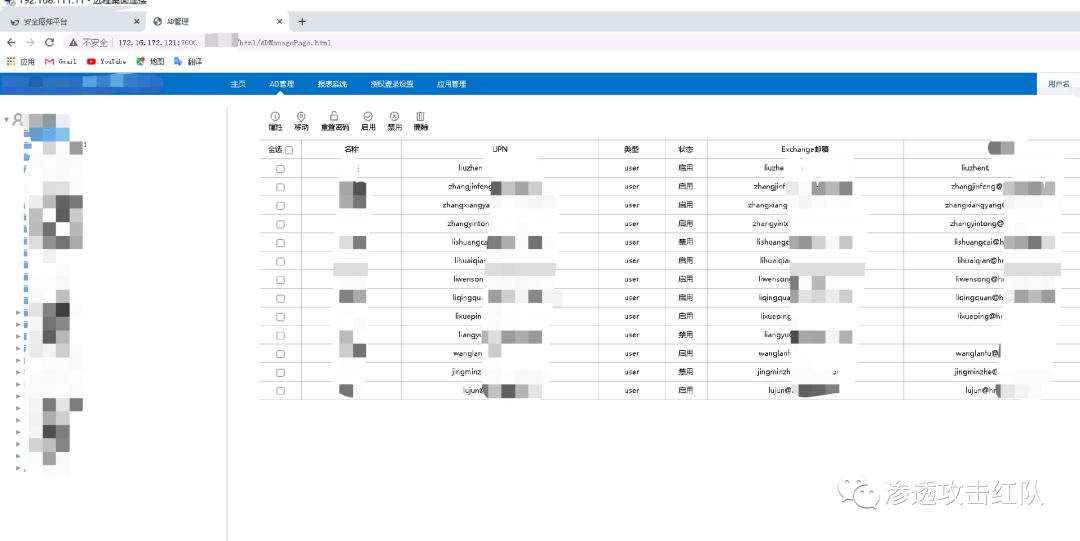 192.168.111.11 - 远程桌面连接
安全感知平台
AD管理
不安全 | 172.16.172.121:7000 /html/ADManagePage.html
应用 Gmail YouTube 地图 翻译
主页 AD管理 报表系统 授权登录设置 应用管理 用户名
属性 移动 重置密码 启用 禁用 删除
全选 名称 UPN 类型 状态 Exchange邮箱
liuzhen user 启用 liuzhe liuzhent
zhangjinfeng user 启用 zhangjinf zhangjinfeng@
zhangxiangya user 启用 zhangxiang zhangxiangyang
zhangyinton user 启用 zhangyint zhangyintong@
lishuangca user 禁用 lishuang lishuangcai@h
lihuaiqian user 启用 lihuaiqi lihuaiqian@h
liwensong user 启用 liwenson liwensong@h
liqingqua user 启用 liqingqua liqingquan@h
lixuepin user 启用 lixueping lixueping@h
liangyu user 禁用 liangyu
wanglan user 启用 wanglanf wanglanfu@
jingminz user 禁用 jingminzh jingminzhe@
lujun@ user 启用 lujun@ lujun@h
渗透攻击红队